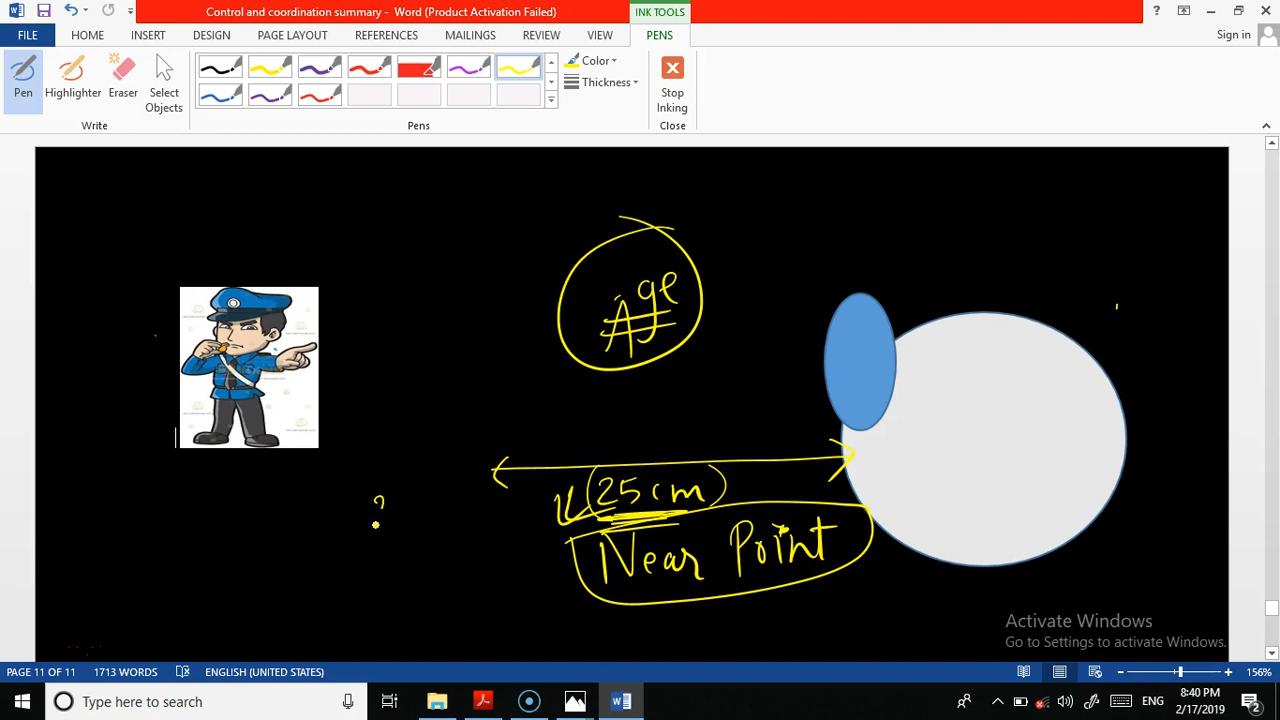 Control and coordination summary - Word (Product Activation Failed)
INK TOOLS
?
FILE
HOME
INSERT
DESIGN
PAGE LAYOUT
REFERENCES
MAILINGS
REVIEW
VIEW
PENS
Sign in
Pen
Highlighter
Eraser
Select Objects
Color
Thickness
Stop Inking
Write
Pens
Close
Age
25cm
?
Near Point
Activate Windows
Go to Settings to activate Windows.
PAGE 11 OF 11
1713 WORDS
ENGLISH (UNITED STATES)
156%
Type here to search
ENG
8:40 PM
2/17/2019
2